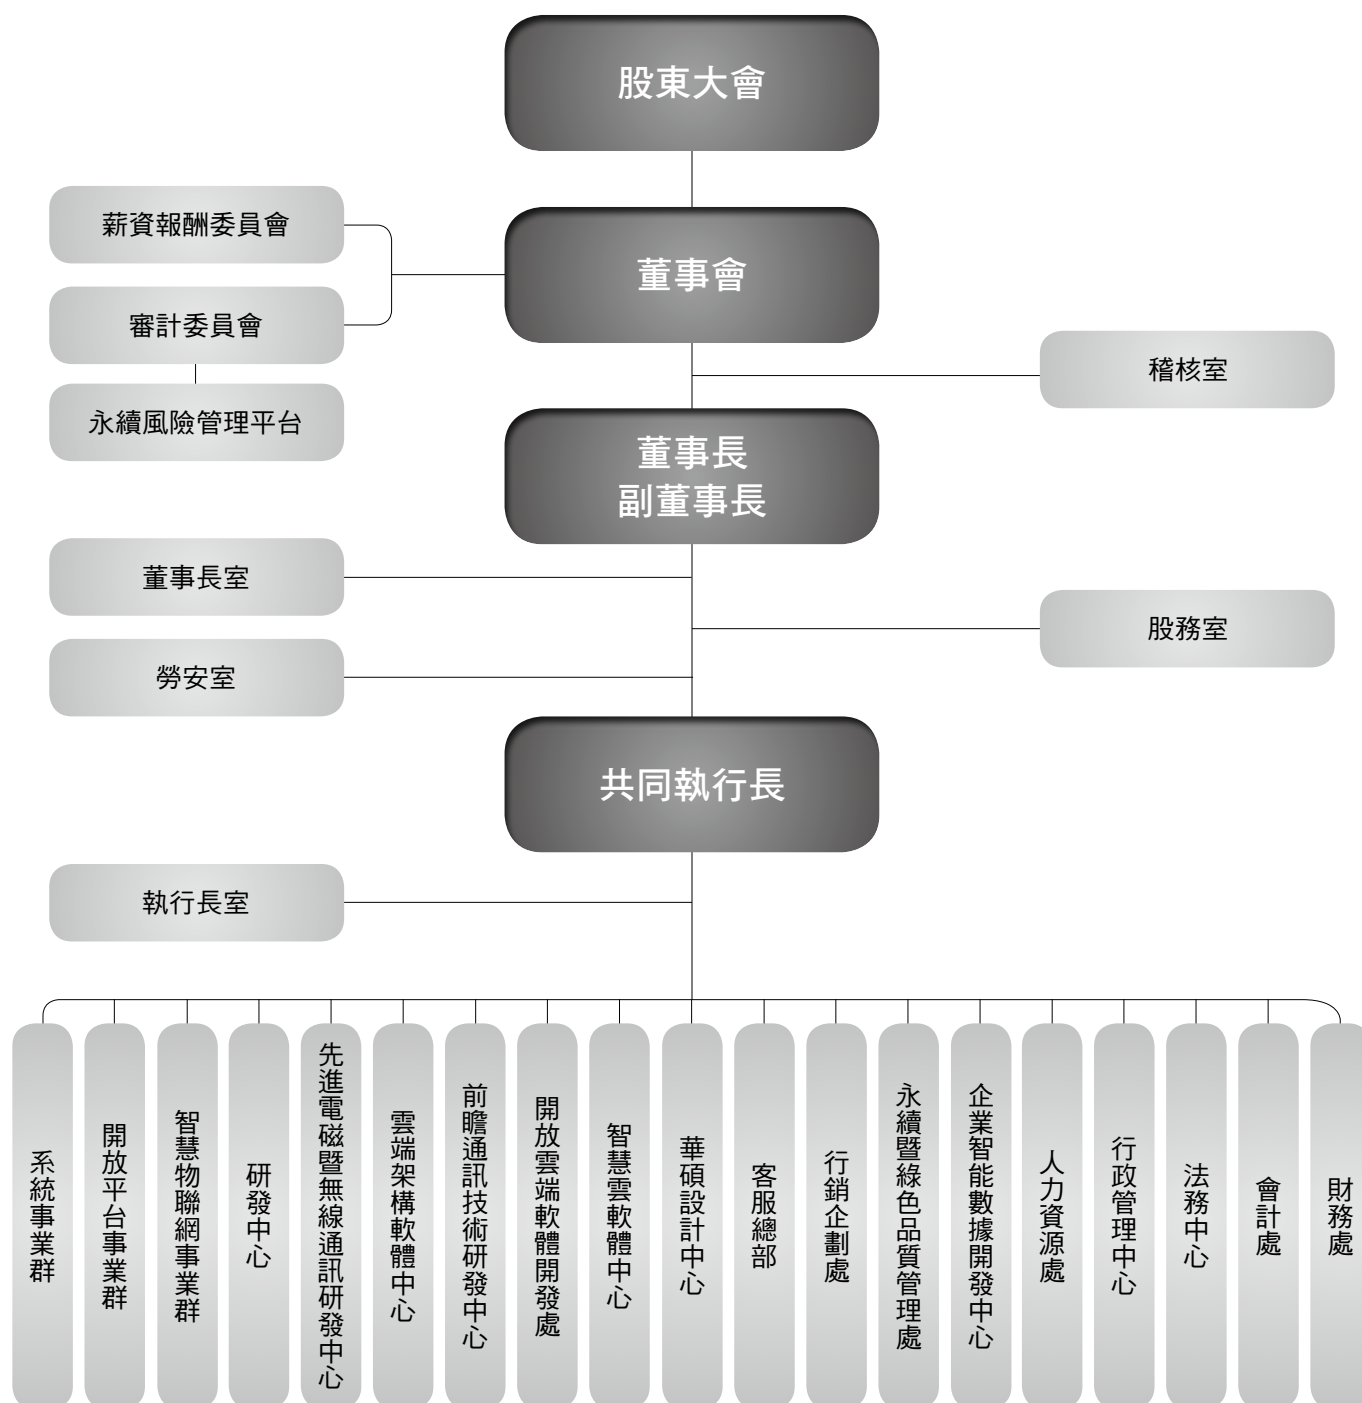 股東大會
薪資報酬委員會
董事會
審計委員會
稽核室
永續風險管理平台
董事長
副董事長
董事長室
股務室
勞安室
共同執行長
執行長室
系統事業群
開放平台事業群
智慧物聯網事業群
研發中心
先進電磁暨無線通訊研發中心
雲端架構軟體中心
前瞻通訊技術研發中心
開放雲端軟體開發處
智慧雲軟體中心
華碩設計中心
客服總部
行銷企劃處
永續暨綠色品質管理處
企業智能數據開發中心
人力資源處
行政管理中心
法務中心
會計處
財務處